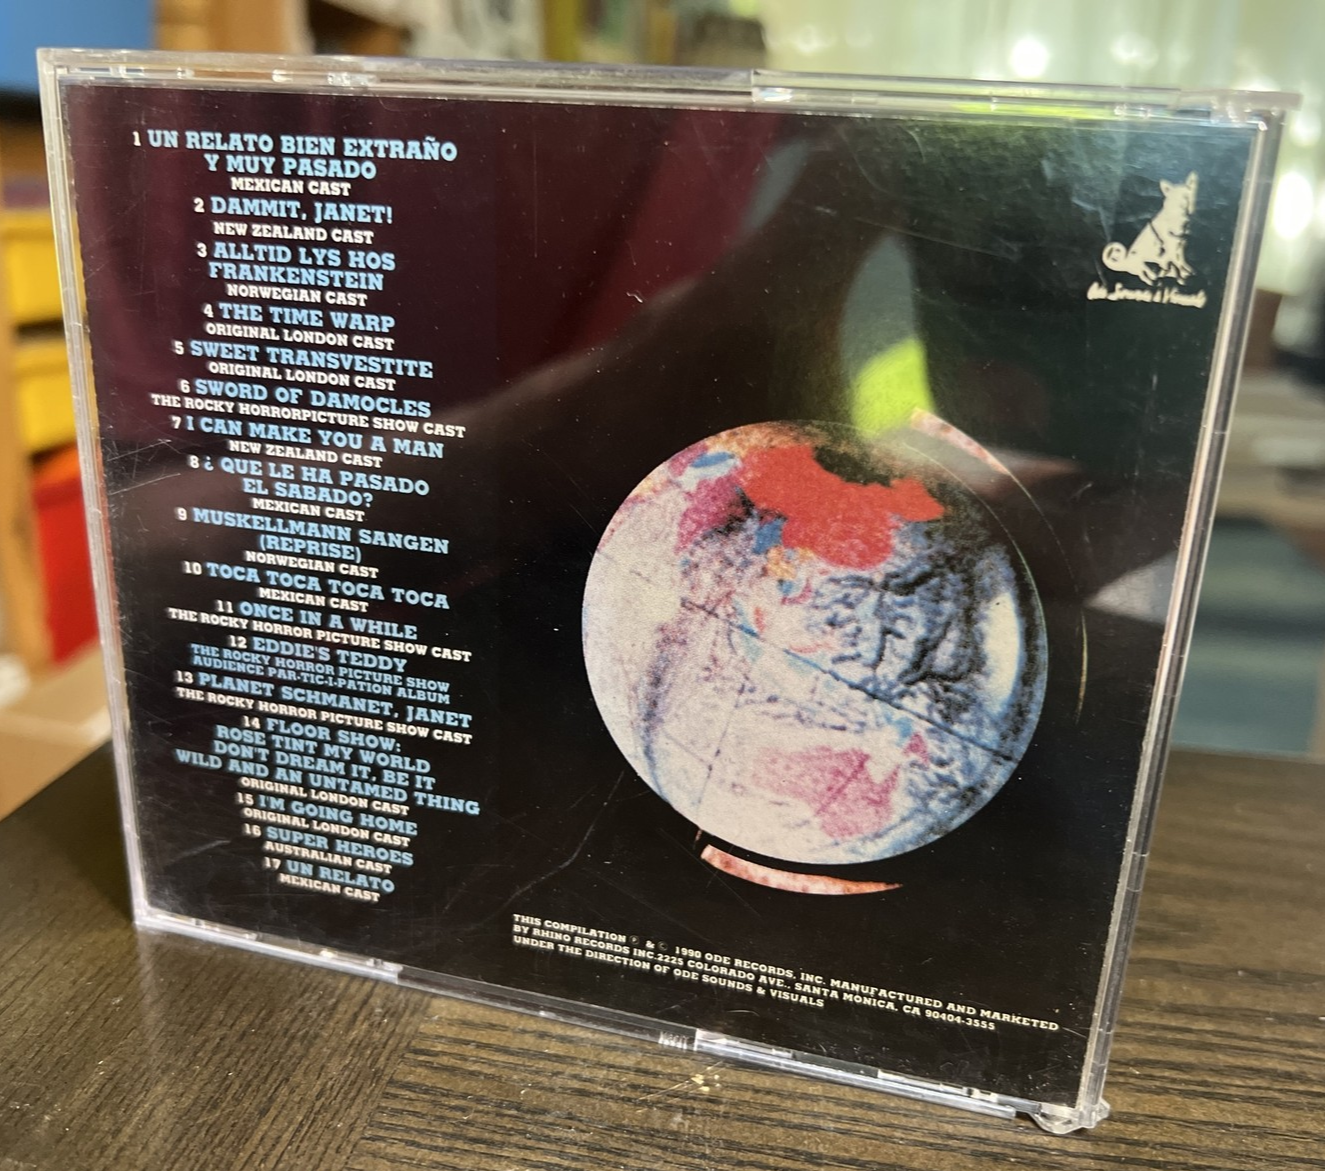 1 UN RELATO BIEN EXTRAÑO
Y MUY PASADO
MEXICAN CAST
2 DAMMIT, JANET!
NEW ZEALAND CAST
3 ALLTID LYS HOS
FRANKENSTEIN
NORWEGIAN CAST
4 THE TIME WARP
ORIGINAL LONDON CAST
5 SWEET TRANSVESTITE
ORIGINAL LONDON CAST
6 SWORD OF DAMOCLES
THE ROCKY HORRORPICTURE SHOW CAST
7 I CAN MAKE YOU A MAN
NEW ZEALAND CAST
8 ¿ QUE LE HA PASADO
EL SABADO?
MEXICAN CAST
9 MUSKELLMANN SANGEN
(REPRISE)
NORWEGIAN CAST
10 TOCA TOCA TOCA TOCA
MEXICAN CAST
11 ONCE IN A WHILE
THE ROCKY HORROR PICTURE SHOW CAST
12 EDDIE'S TEDDY
THE ROCKY HORROR PICTURE SHOW
AUDIENCE PAR-TIC-I-PATION ALBUM
13 PLANET SCHMANET, JANET
THE ROCKY HORROR PICTURE SHOW CAST
14 FLOOR SHOW:
ROSE TINT MY WORLD
DON'T DREAM IT, BE IT
WILD AND AN UNTAMED THING
ORIGINAL LONDON CAST
15 I'M GOING HOME
ORIGINAL LONDON CAST
16 SUPER HEROES
AUSTRALIAN CAST
17 UN RELATO
MEXICAN CAST
Ode Sounds & Visuals
THIS COMPILATION ℗ & © 1990 ODE RECORDS, INC. MANUFACTURED AND MARKETED
BY RHINO RECORDS INC.2225 COLORADO AVE., SANTA MONICA, CA 90404-3555
UNDER THE DIRECTION OF ODE SOUNDS & VISUALS